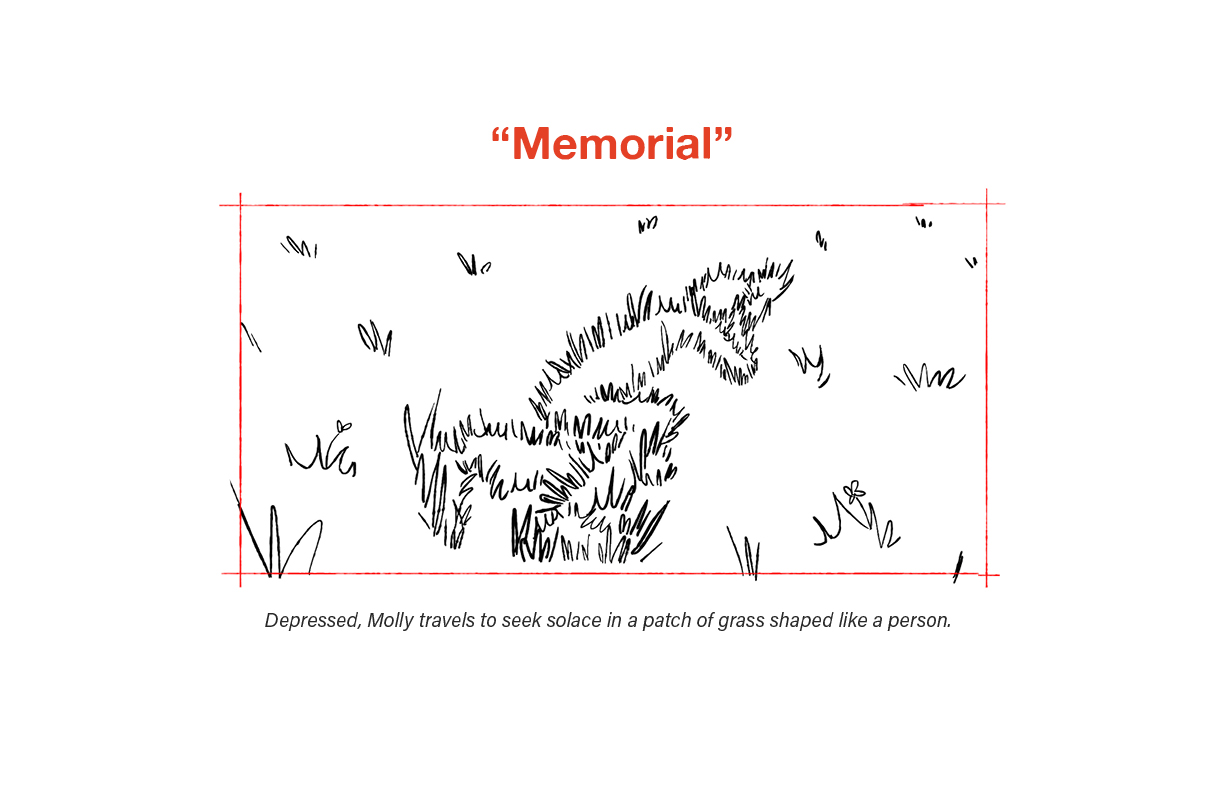 “Memorial”
Depressed, Molly travels to seek solace in a patch of grass shaped like a person.